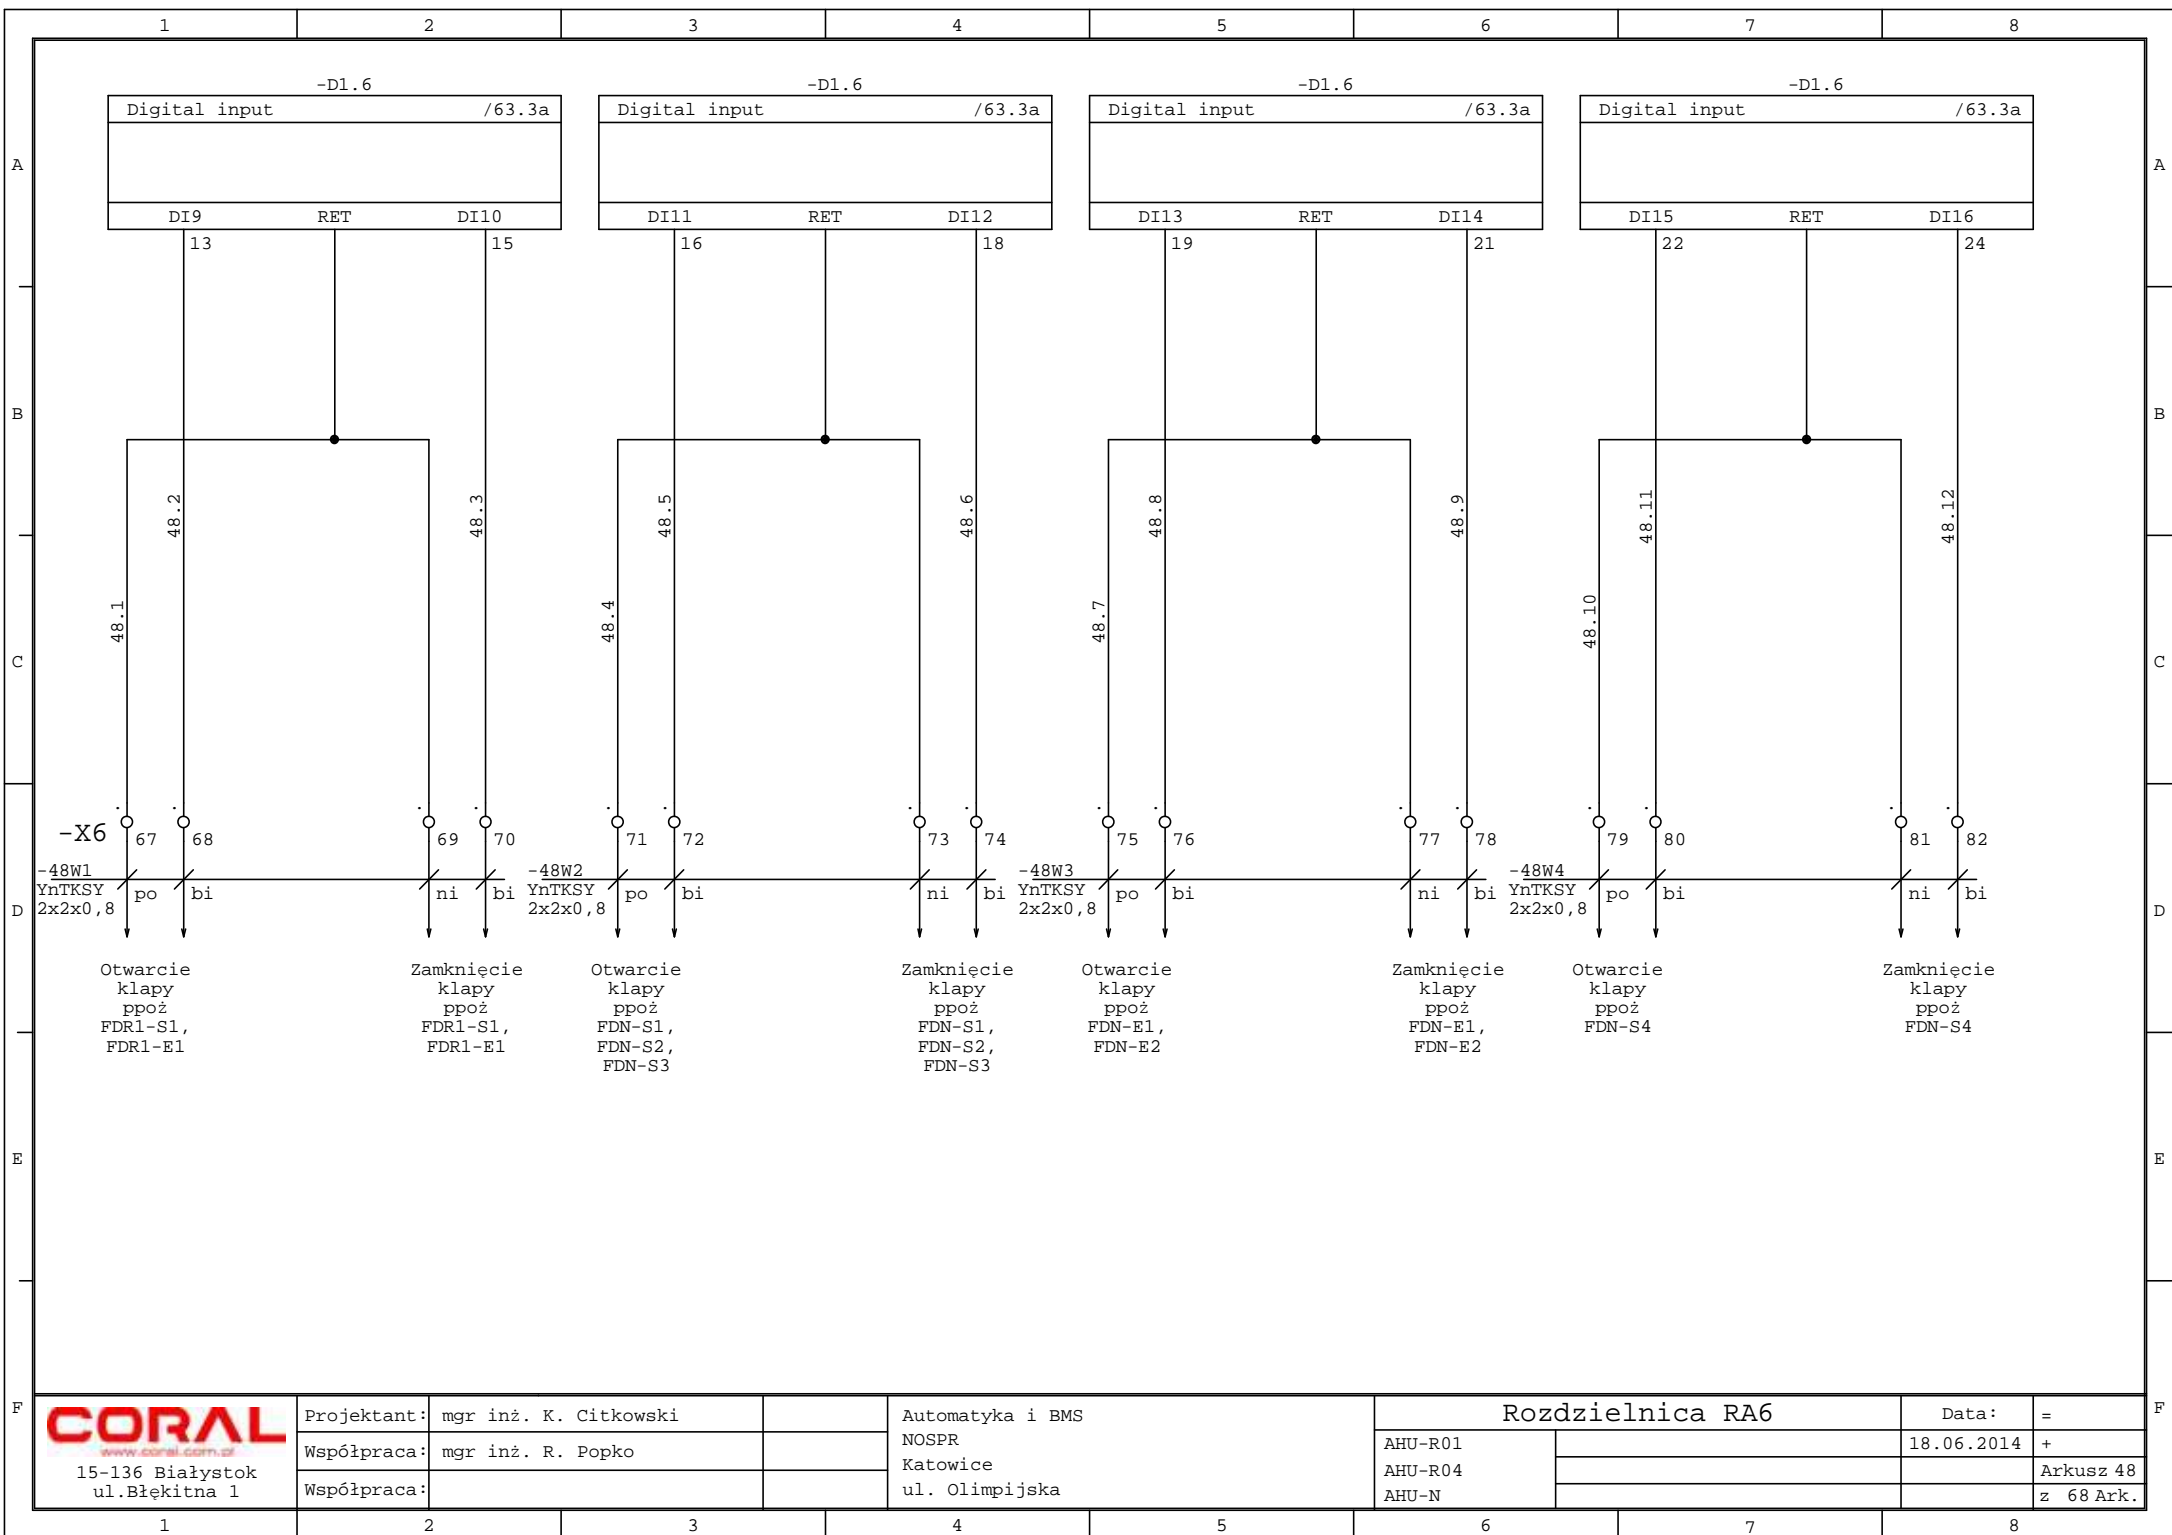 1 2 3 4 5 6 7 8
-D1.6 -D1.6 -D1.6 -D1.6
Digital input /63.3a Digital input /63.3a Digital input /63.3a Digital input /63.3a
A A
DI9 RET DI10 DI11 RET DI12 DI13 RET DI14 DI15 RET DI16
13 15 16 18 19 21 22 24
B B
48.2 48.3 48.5 48.6 48.8 48.9 48.11 48.12
48.1 48.4 48.7 48.10
C C
-X6 67 68 69 70 71 72 73 74 75 76 77 78 79 80 81 82
-48W1 -48W2 -48W3 -48W4
YnTKSY po bi ni bi YnTKSY po bi ni bi YnTKSY po bi ni bi YnTKSY po bi ni bi
2x2x0,8 2x2x0,8 2x2x0,8 2x2x0,8
D D
Otwarcie Zamknięcie Otwarcie Zamknięcie Otwarcie Zamknięcie Otwarcie Zamknięcie
klapy klapy klapy klapy klapy klapy klapy klapy
ppoż ppoż ppoż ppoż ppoż ppoż ppoż ppoż
FDR1-S1, FDR1-S1, FDN-S1, FDN-S1, FDN-E1, FDN-E1, FDN-S4 FDN-S4
FDR1-E1 FDR1-E1 FDN-S2, FDN-S2, FDN-E2 FDN-E2
FDN-S3 FDN-S3
E E
F F
CORAL
www.coral.com.pl
15-136 Białystok
ul.Błękitna 1
Projektant: mgr inż. K. Citkowski
Współpraca: mgr inż. R. Popko
Współpraca:
Automatyka i BMS
NOSPR
Katowice
ul. Olimpijska
Rozdzielnica RA6
AHU-R01
AHU-R04
AHU-N
Data: =
18.06.2014 +
Arkusz 48
z 68 Ark.
1 2 3 4 5 6 7 8